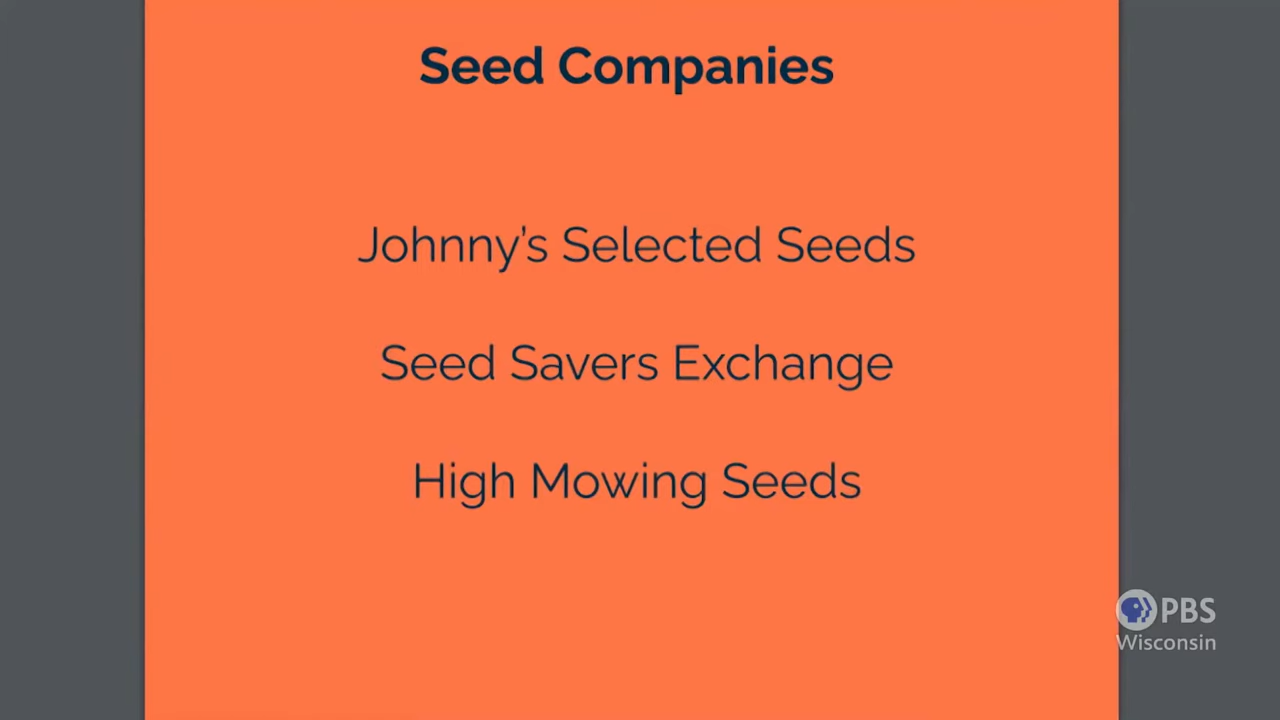 Seed Companies
Johnny’s Selected Seeds
Seed Savers Exchange
High Mowing Seeds
PBS
Wisconsin